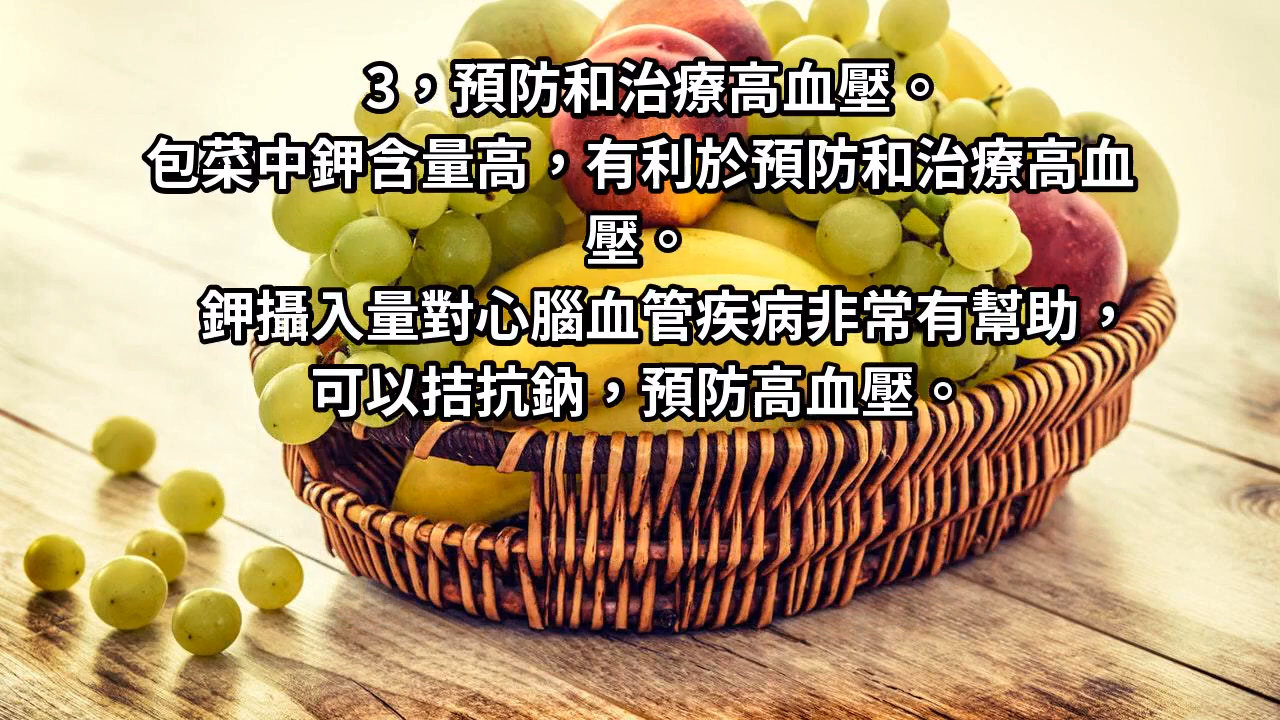 3，預防和治療高血壓。
包菜中鉀含量高，有利於預防和治療高血
壓。
鉀攝入量對心腦血管疾病非常有幫助，
可以拮抗鈉，預防高血壓。